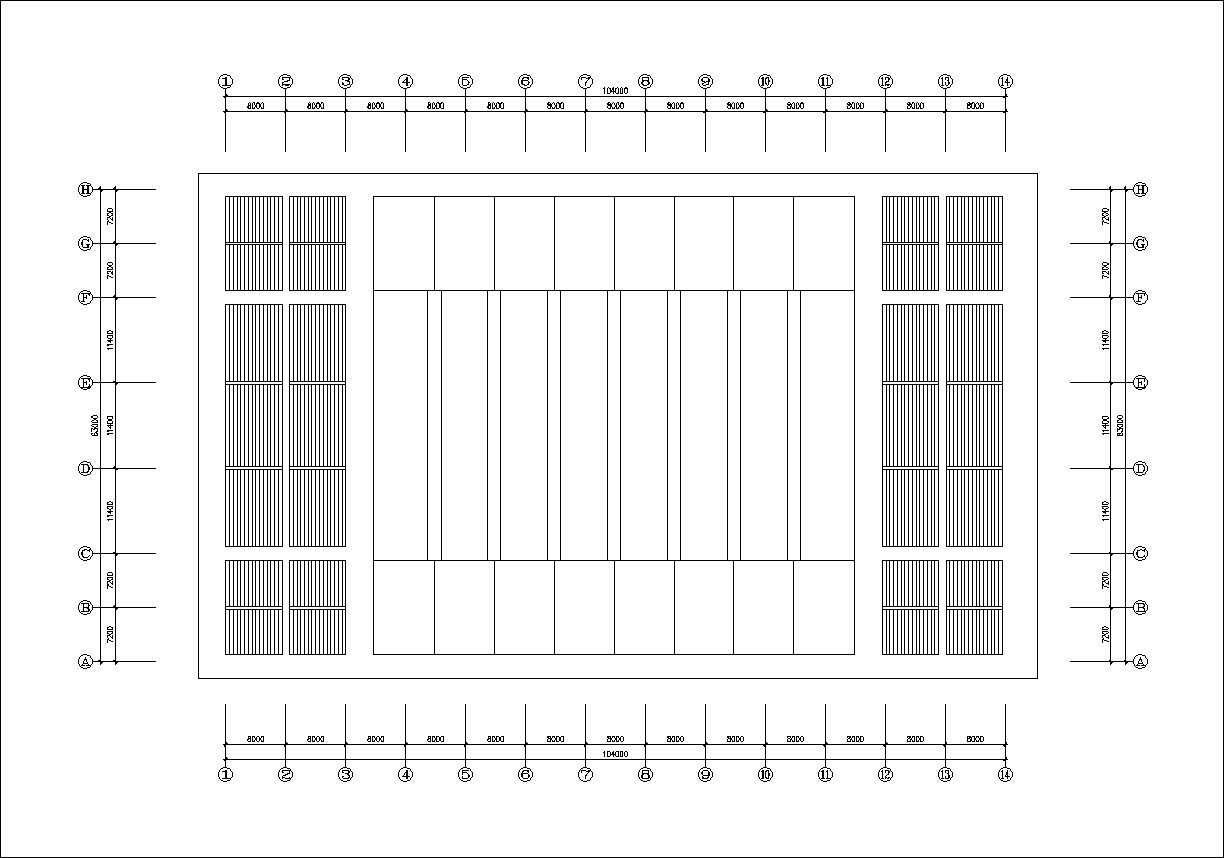 ① ② ③ ④ ⑤ ⑥ ⑦ ⑧ ⑨ ⑩ ⑪ ⑫ ⑬ ⑭
104000
8000 8000 8000 8000 8000 8000 8000 8000 8000 8000 8000 8000 8000
H H
7200 7200
G G
7200 7200
F F
11400 11400
E E
63000 11400 11400 63000
D D
11400 11400
C C
7200 7200
B B
7200 7200
A A
8000 8000 8000 8000 8000 8000 8000 8000 8000 8000 8000 8000 8000
104000
① ② ③ ④ ⑤ ⑥ ⑦ ⑧ ⑨ ⑩ ⑪ ⑫ ⑬ ⑭